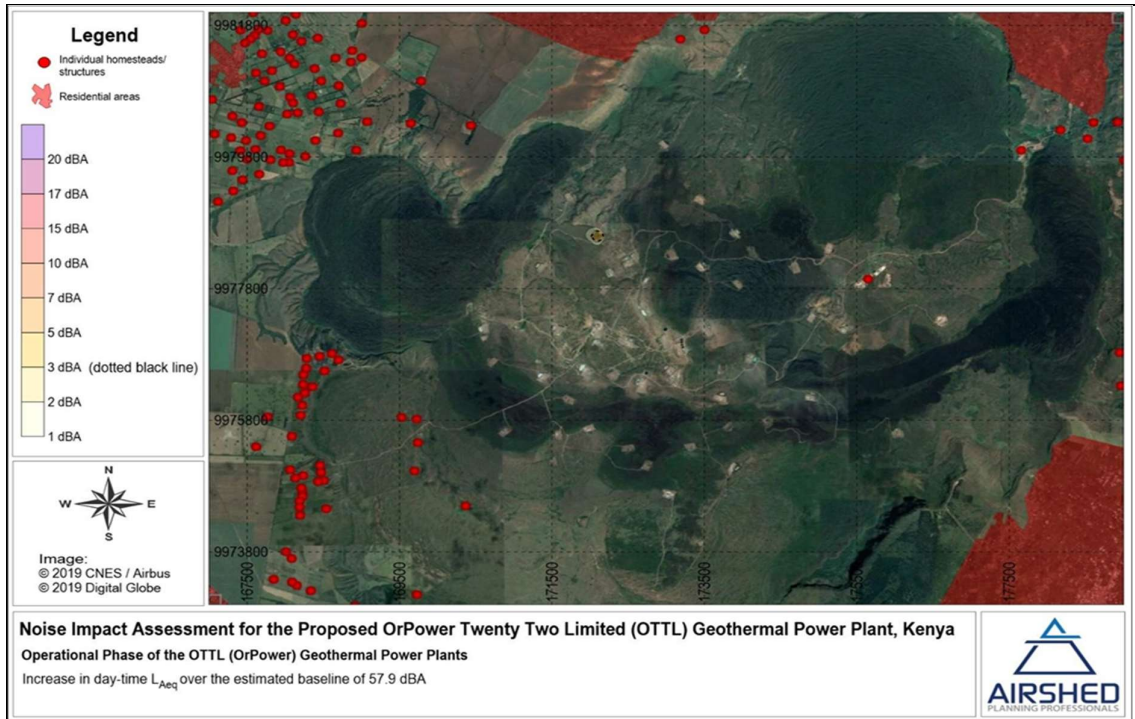 Legend
Individual homesteads/
structures
Residential areas
20 dBA
17 dBA
15 dBA
10 dBA
7 dBA
5 dBA
3 dBA (dotted black line)
2 dBA
1 dBA
N
W E
S
Image:
© 2019 CNES / Airbus
© 2019 Digital Globe
9981800
9979800
9977800
9975800
9973800
167500
169500
171500
173500
177500
Noise Impact Assessment for the Proposed OrPower Twenty Two Limited (OTTL) Geothermal Power Plant, Kenya
Operational Phase of the OTTL (OrPower) Geothermal Power Plants
Increase in day-time LAeq over the estimated baseline of 57.9 dBA
AIRSHED
PLANNING PROFESSIONALS